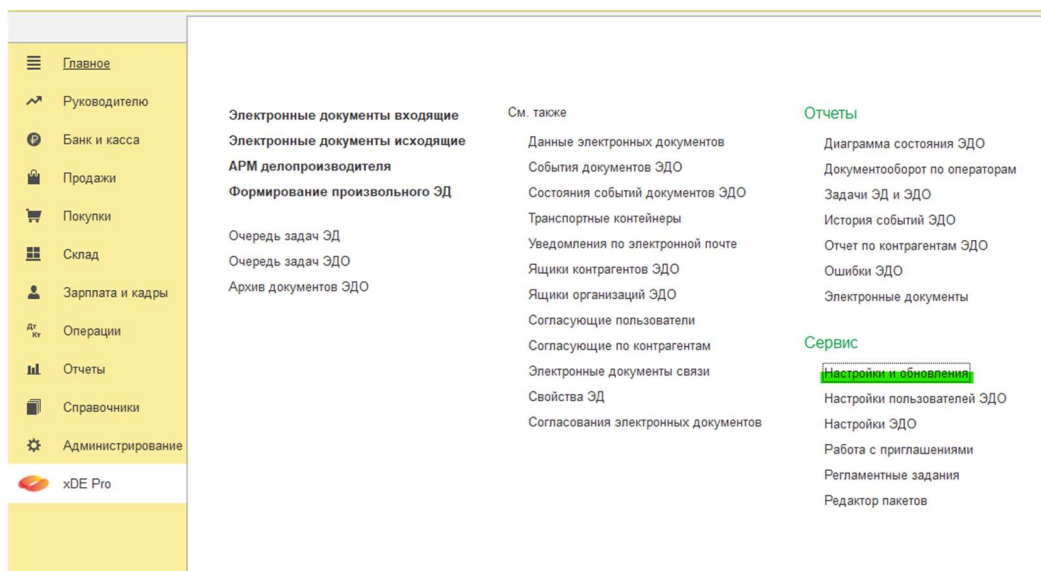 Главное
Руководителю
Банк и касса
Продажи
Покупки
Склад
Зарплата и кадры
Дт Кт
Операции
Отчеты
Справочники
Администрирование
xDE Pro
Электронные документы входящие
Электронные документы исходящие
АРМ делопроизводителя
Формирование произвольного ЭД
Очередь задач ЭД
Очередь задач ЭДО
Архив документов ЭДО
См. также
Данные электронных документов
События документов ЭДО
Состояния событий документов ЭДО
Транспортные контейнеры
Уведомления по электронной почте
Ящики контрагентов ЭДО
Ящики организаций ЭДО
Согласующие пользователи
Согласующие по контрагентам
Электронные документы связи
Свойства ЭД
Согласования электронных документов
Отчеты
Диаграмма состояния ЭДО
Документооборот по операторам
Задачи ЭД и ЭДО
История событий ЭДО
Отчет по контрагентам ЭДО
Ошибки ЭДО
Электронные документы
Сервис
Настройки и обновления
Настройки пользователей ЭДО
Настройки ЭДО
Работа с приглашениями
Регламентные задания
Редактор пакетов